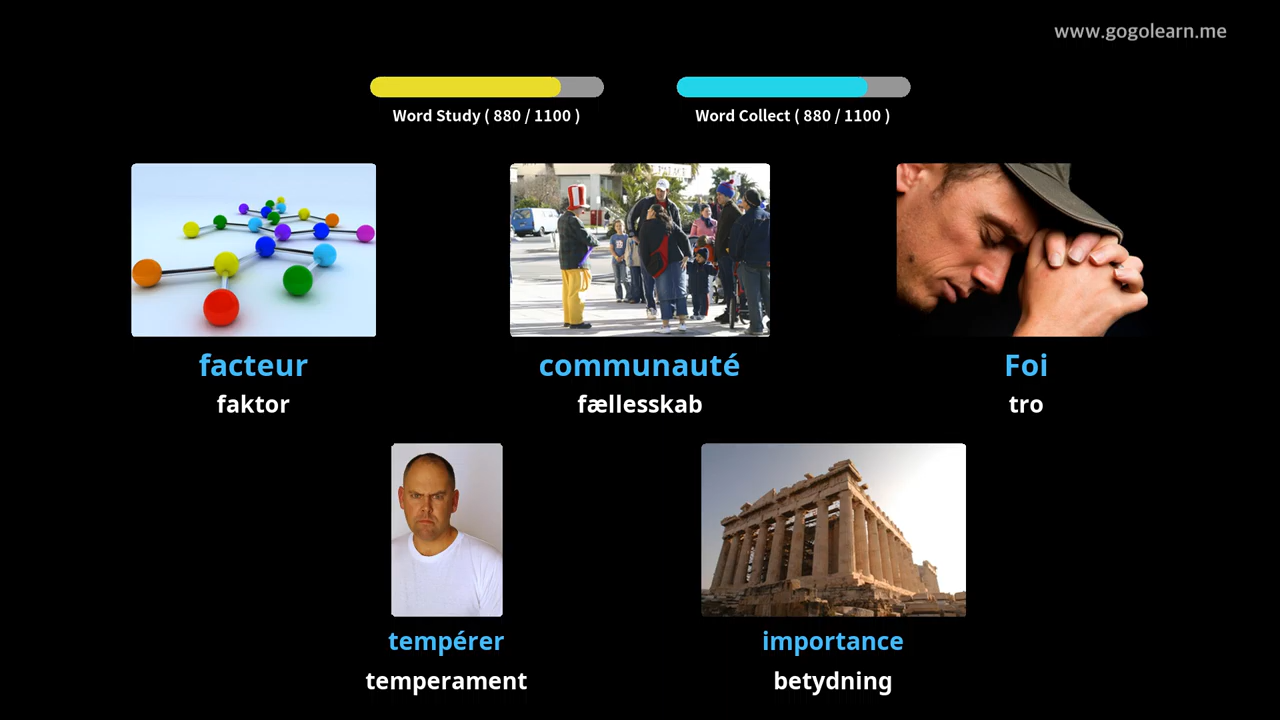 www.gogolearn.me
Word Study ( 880 / 1100 )
Word Collect ( 880 / 1100 )
facteur
faktor
communauté
fællesskab
Foi
tro
tempérer
temperament
importance
betydning